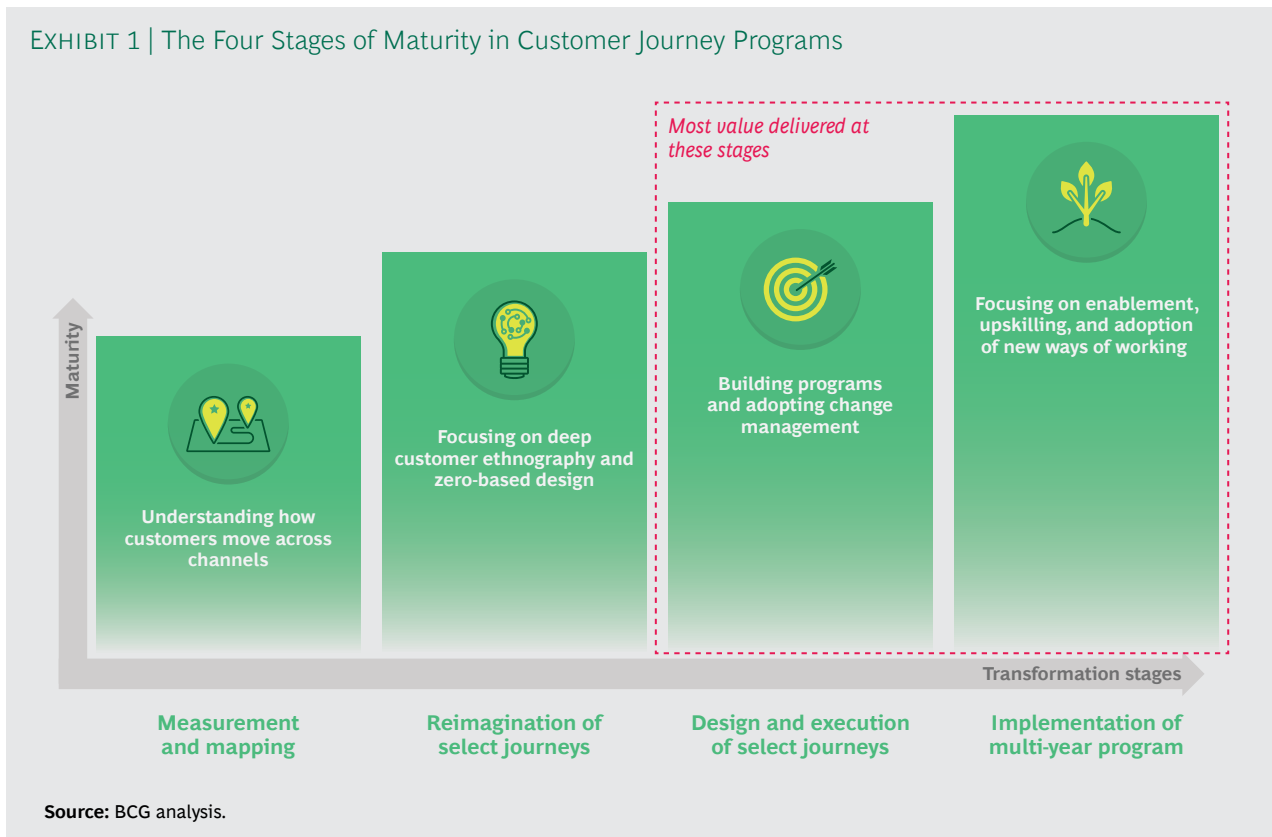 EXHIBIT 1 | The Four Stages of Maturity in Customer Journey Programs
Most value delivered at
these stages
Maturity
Understanding how
customers move across
channels
Focusing on deep
customer ethnography and
zero-based design
Building programs
and adopting change
management
Focusing on enablement,
upskilling, and adoption
of new ways of working
Transformation stages
Measurement
and mapping
Reimagination of
select journeys
Design and execution
of select journeys
Implementation of
multi-year program
Source: BCG analysis.